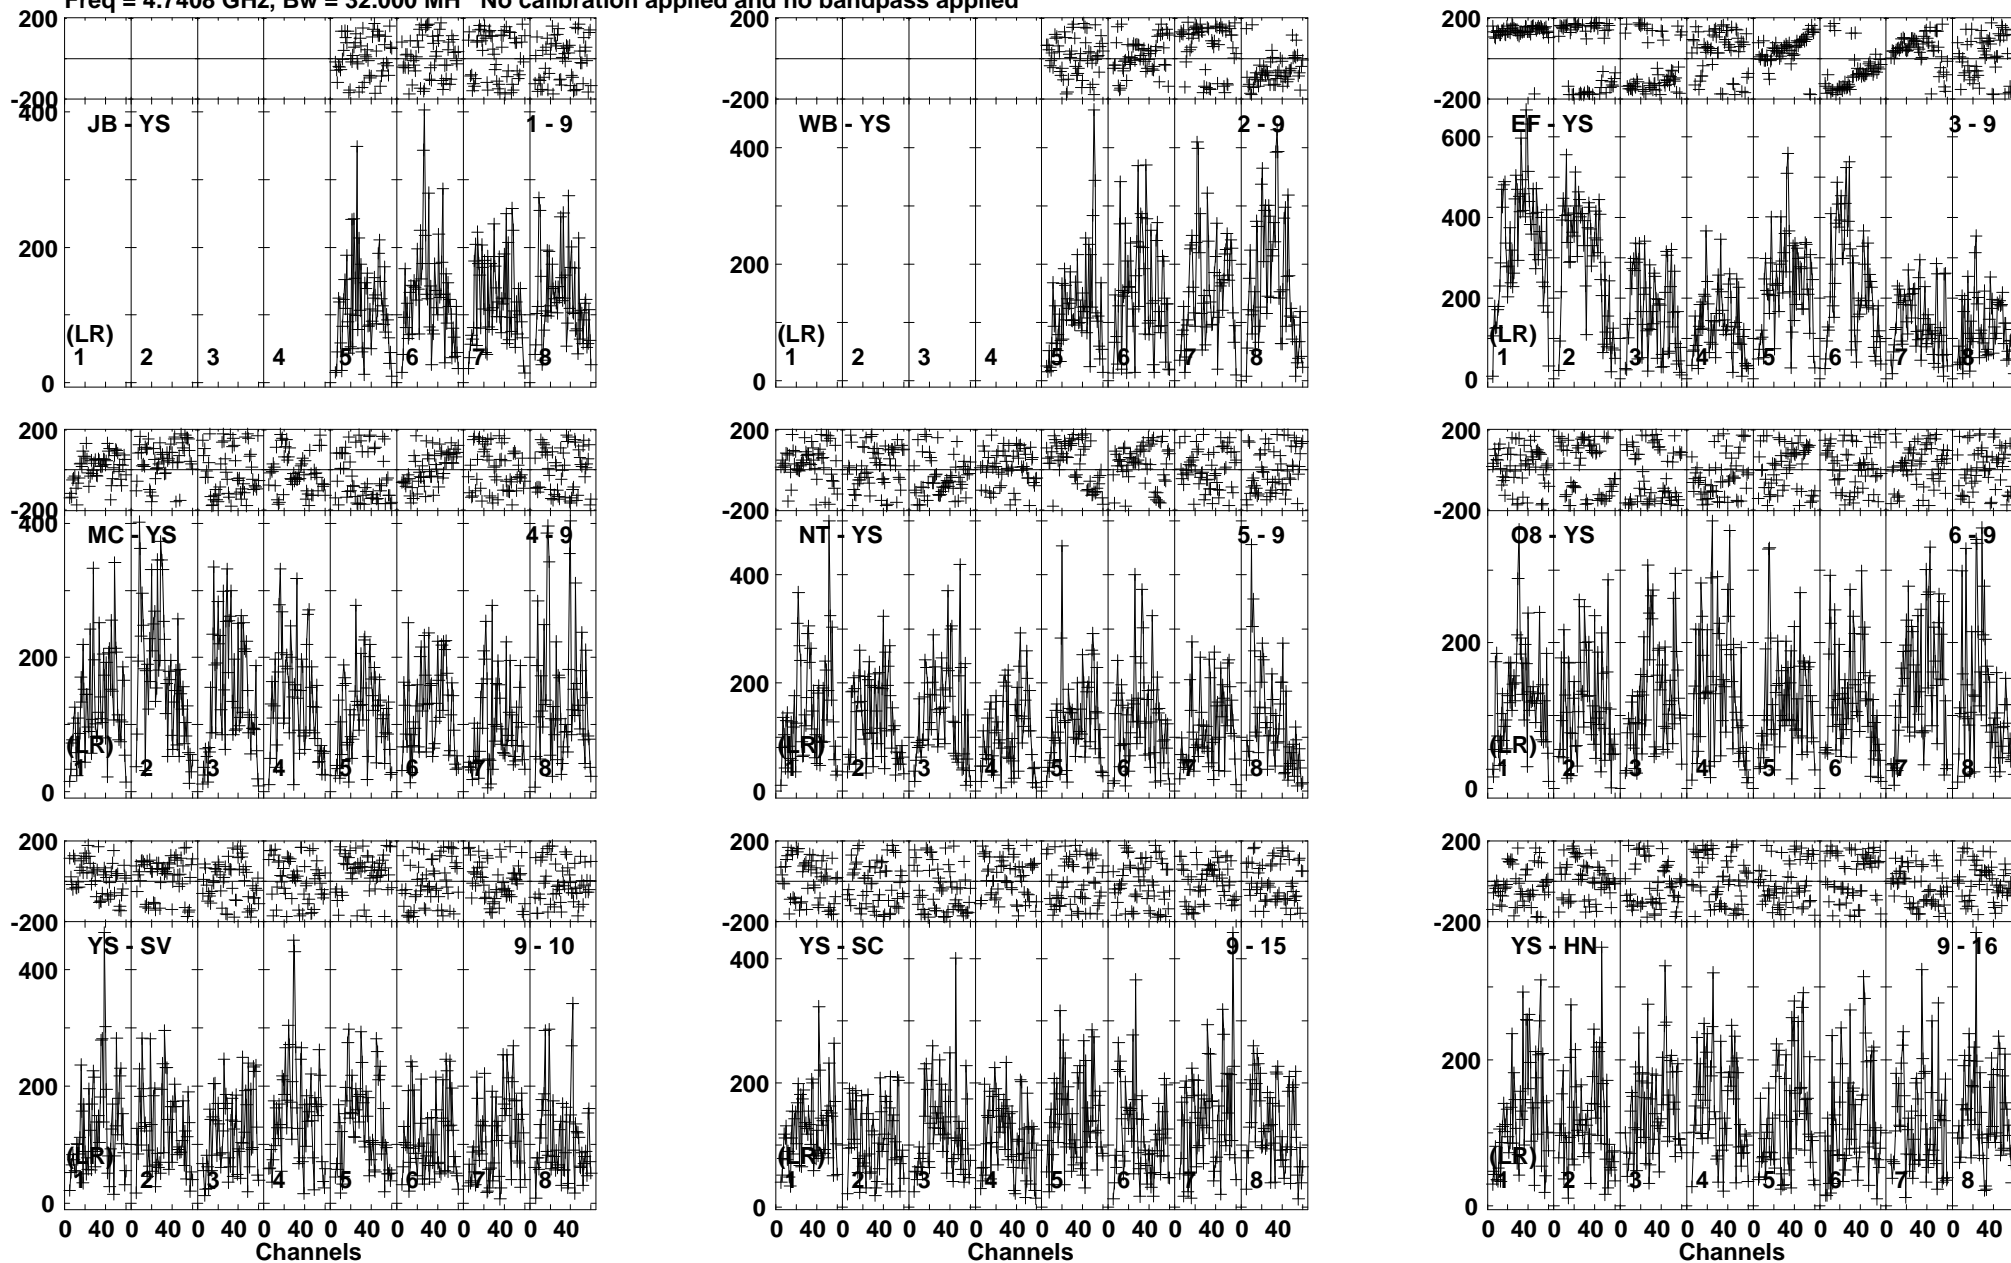 Freq = 4.7408 GHz, Bw = 32.000 MH No calibration applied and no bandpass applied
200
-200
400
200
0
JB - YS 1 - 9
(LR)
1 2 3 4 5 6 7 8
200
-200
400
200
0
WB - YS 2 - 9
(LR)
1 2 3 4 5 6 7 8
200
-200
600
400
200
0
EF - YS 3 - 9
(LR)
1 2 3 4 5 6 7 8
200
-200
400
200
0
MC - YS 4 - 9
(LR)
1 2 3 4 5 6 7 8
200
-200
400
200
0
NT - YS 5 - 9
(LR)
1 2 3 4 5 6 7 8
200
-200
200
0
O8 - YS 6 - 9
(LR)
1 2 3 4 5 6 7 8
200
-200
400
200
0
YS - SV 9 - 10
(LR)
1 2 3 4 5 6 7 8
0 40 0 40 0 40 0 40 0 40 0 40 0 40 0 40
Channels
200
-200
400
200
0
YS - SC 9 - 15
(LR)
1 2 3 4 5 6 7 8
0 40 0 40 0 40 0 40 0 40 0 40 0 40 0 40
200
-200
200
0
YS - HN 9 - 16
(LR)
1 2 3 4 5 6 7 8
0 40 0 40 0 40 0 40 0 40 0 40 0 40 0 40
Channels